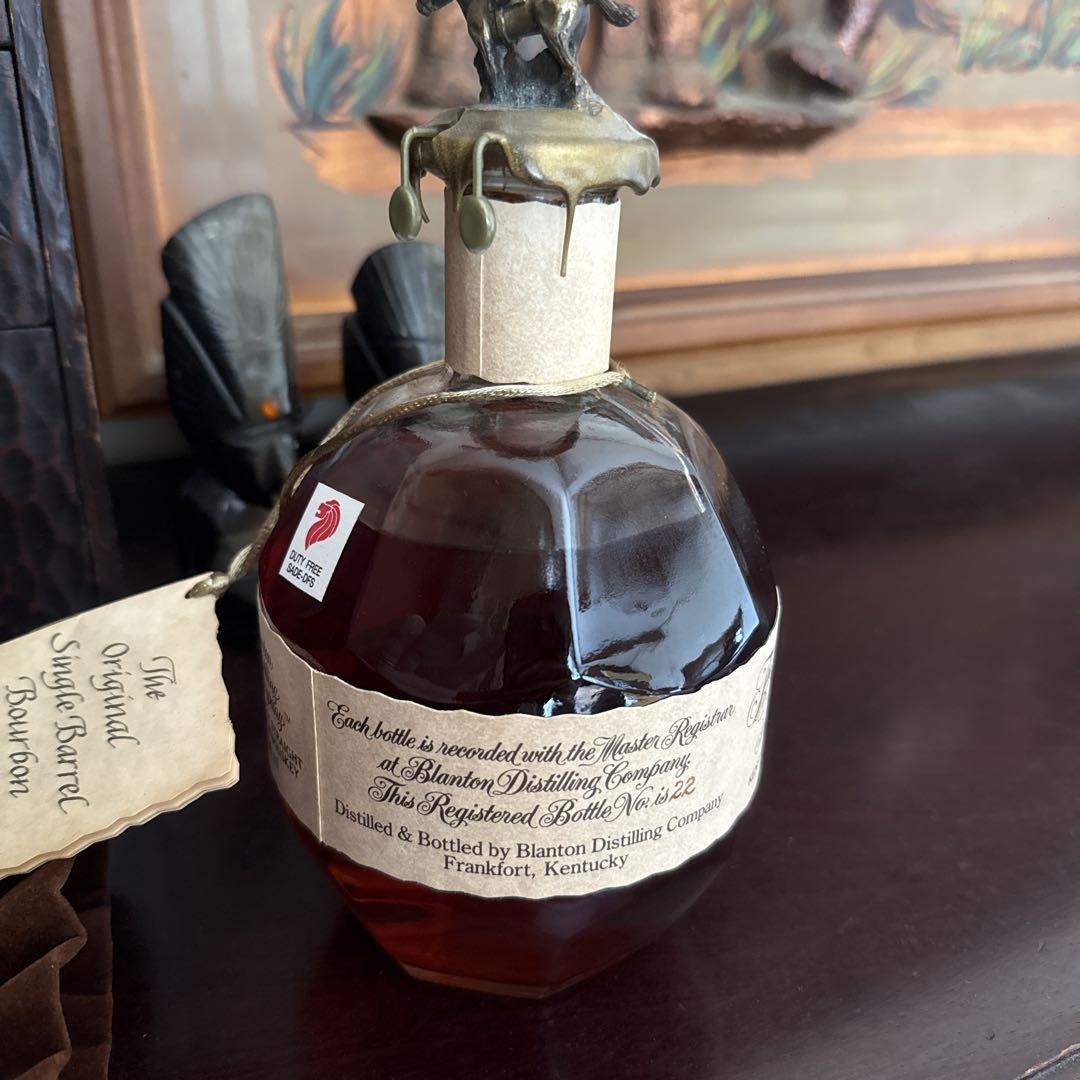 DUTY FREE
SADE-DFS
The
Original
Single Barrel
Bourbon
Each bottle is recorded with the Master Registrar
at Blanton Distilling Company.
This Registered Bottle No. is 22
Distilled & Bottled by Blanton Distilling Company
Frankfort, Kentucky